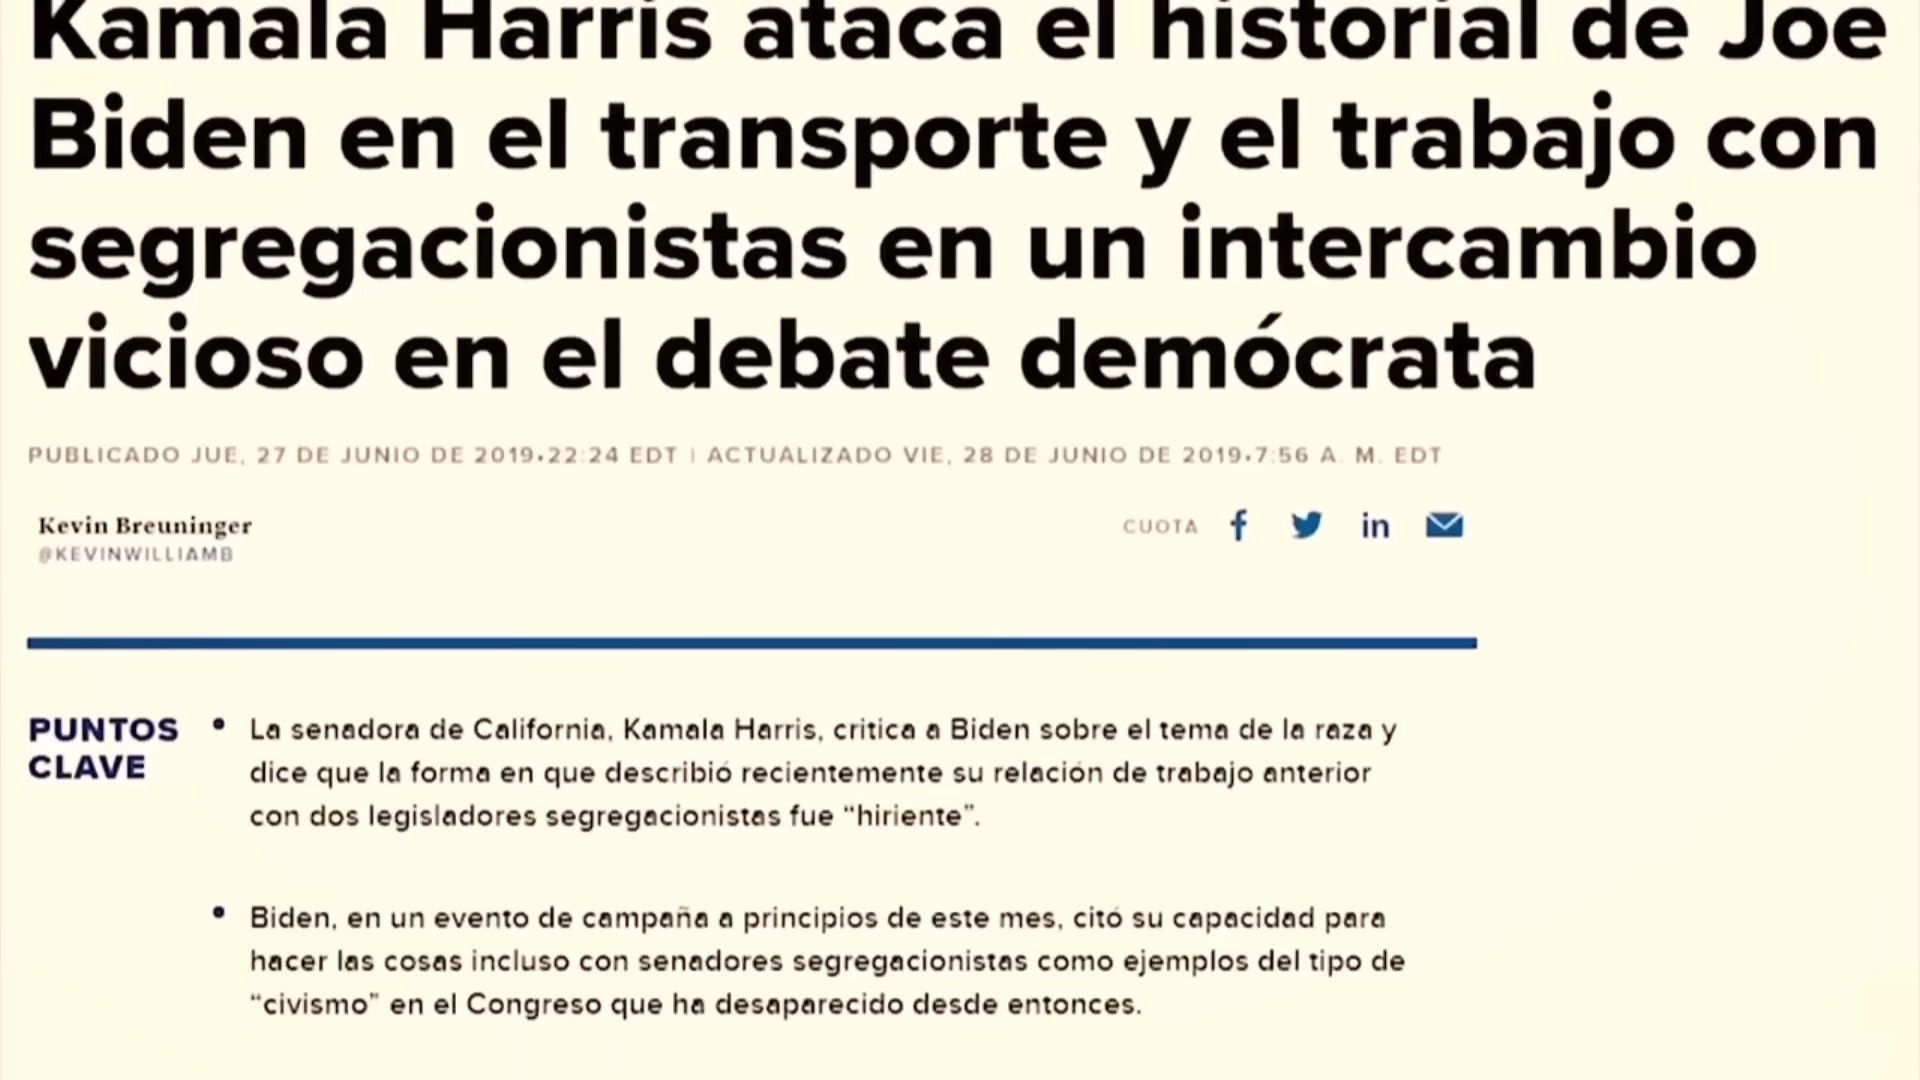 Kamala Harris ataca el historial de Joe
Biden en el transporte y el trabajo con
segregacionistas en un intercambio
vicioso en el debate demócrata
PUBLICADO JUE, 27 DE JUNIO DE 2019•22:24 EDT | ACTUALIZADO VIE, 28 DE JUNIO DE 2019•7:56 A. M. EDT
Kevin Breuninger
@KEVINWILLIAMB
CUOTA
PUNTOS CLAVE
• La senadora de California, Kamala Harris, critica a Biden sobre el tema de la raza y
dice que la forma en que describió recientemente su relación de trabajo anterior
con dos legisladores segregacionistas fue “hiriente”.
• Biden, en un evento de campaña a principios de este mes, citó su capacidad para
hacer las cosas incluso con senadores segregacionistas como ejemplos del tipo de
“civismo” en el Congreso que ha desaparecido desde entonces.